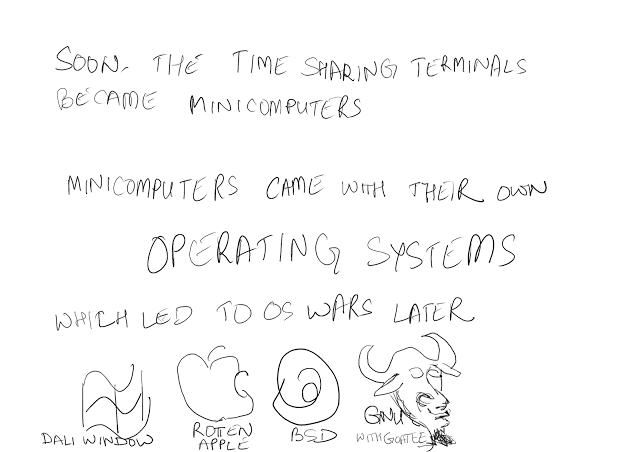 SOON, THE TIME SHARING TERMINALS
BECAME MINICOMPUTERS
MINICOMPUTERS CAME WITH THEIR OWN
OPERATING SYSTEMS
WHICH LED TO OS WARS LATER
DALI WINDOW
ROTTEN
APPLE
BSD
GNU
WITH GOATEE